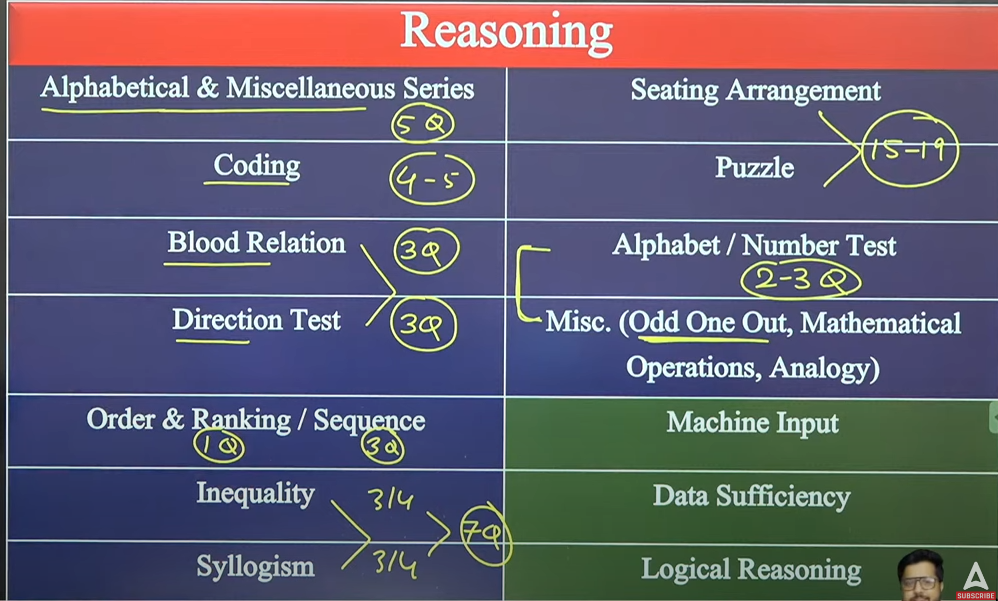 Reasoning
Alphabetical & Miscellaneous Series
5 Q
Coding
4-5
Blood Relation
3Q
Direction Test
3Q
Order & Ranking / Sequence
1Q
3Q
Inequality
3/4
7Q
Syllogism
3/4
Seating Arrangement
15-19
Puzzle
Alphabet / Number Test
2-3 Q
Misc. (Odd One Out, Mathematical
Operations, Analogy)
Machine Input
Data Sufficiency
Logical Reasoning
SUBSCRIBE